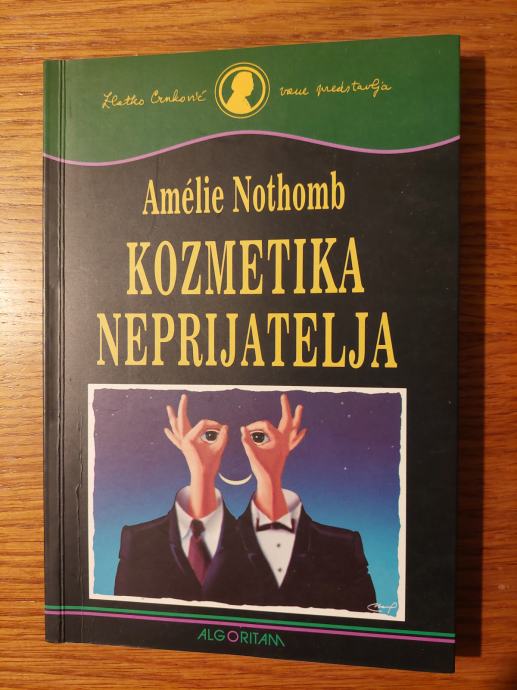 Zlatko Crnković vam predstavlja
Amélie Nothomb
KOZMETIKA
NEPRIJATELJA
ALGORITAM